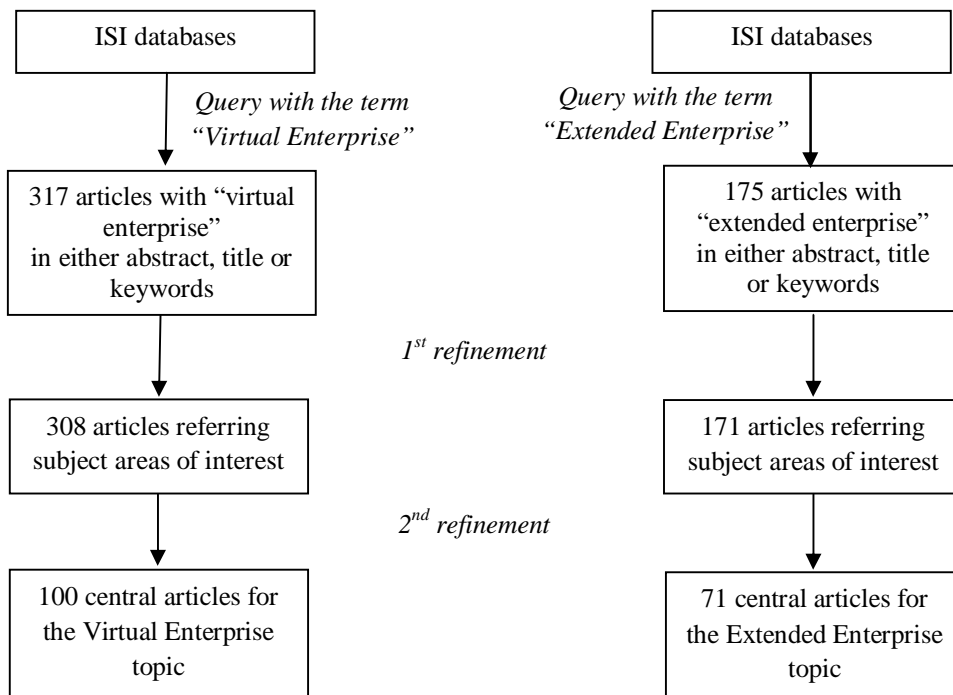 ISI databases
Query with the term
“Virtual Enterprise”
317 articles with “virtual
enterprise”
in either abstract, title or
keywords
308 articles referring
subject areas of interest
100 central articles for
the Virtual Enterprise
topic
1st refinement
2nd refinement
ISI databases
Query with the term
“Extended Enterprise”
175 articles with
“extended enterprise”
in either abstract, title
or keywords
171 articles referring
subject areas of interest
71 central articles for
the Extended Enterprise
topic